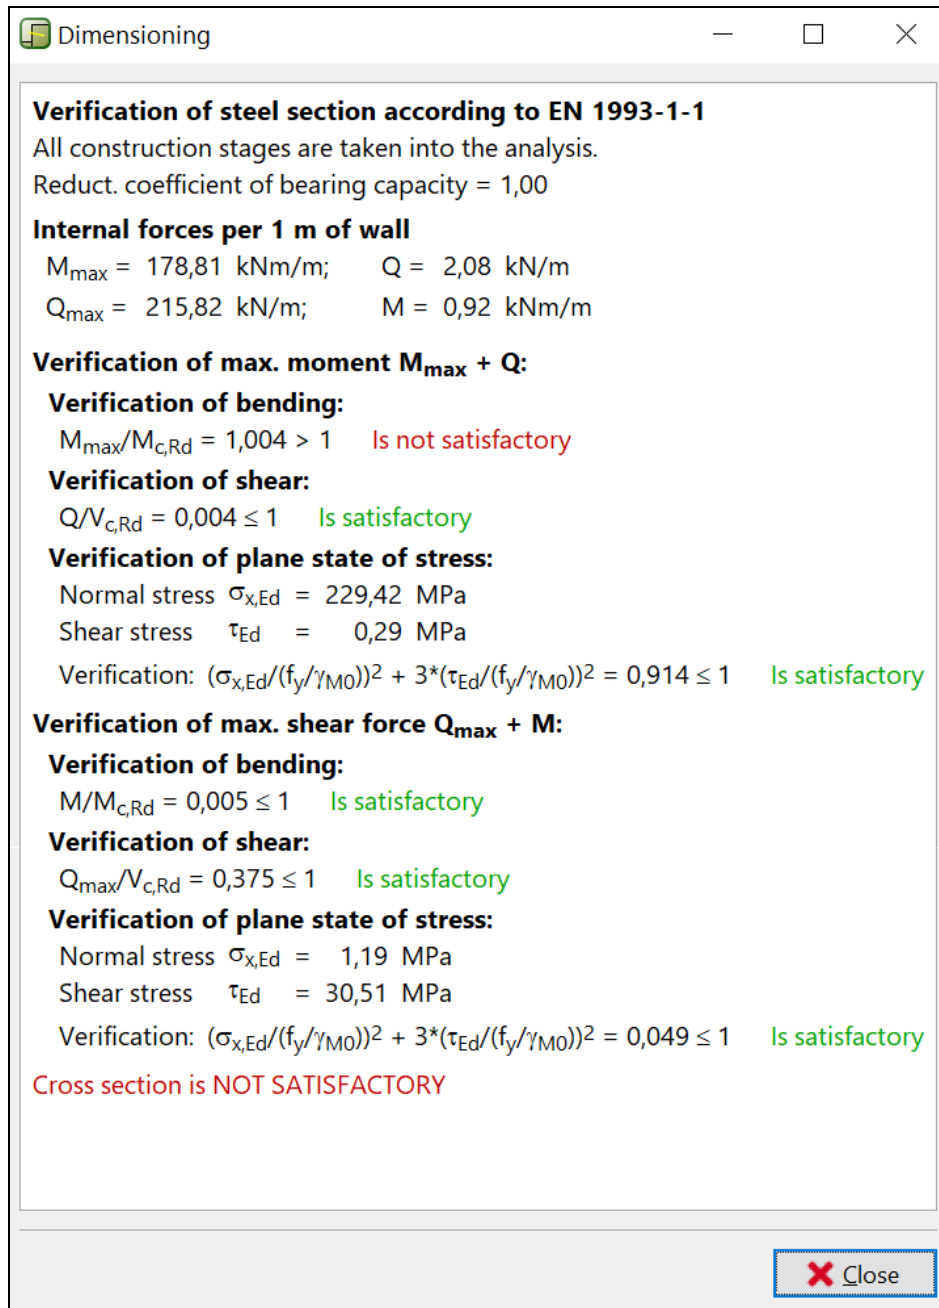 Dimensioning
Verification of steel section according to EN 1993-1-1
All construction stages are taken into the analysis.
Reduct. coefficient of bearing capacity = 1,00
Internal forces per 1 m of wall
Mmax = 178,81 kNm/m; Q = 2,08 kN/m
Qmax = 215,82 kN/m; M = 0,92 kNm/m
Verification of max. moment Mmax + Q:
Verification of bending:
Mmax/Mc,Rd = 1,004 > 1 Is not satisfactory
Verification of shear:
Q/Vc,Rd = 0,004 ≤ 1 Is satisfactory
Verification of plane state of stress:
Normal stress σx,Ed = 229,42 MPa
Shear stress τEd = 0,29 MPa
Verification: (σx,Ed/(fy/γM0))2 + 3*(τEd/(fy/γM0))2 = 0,914 ≤ 1 Is satisfactory
Verification of max. shear force Qmax + M:
Verification of bending:
M/Mc,Rd = 0,005 ≤ 1 Is satisfactory
Verification of shear:
Qmax/Vc,Rd = 0,375 ≤ 1 Is satisfactory
Verification of plane state of stress:
Normal stress σx,Ed = 1,19 MPa
Shear stress τEd = 30,51 MPa
Verification: (σx,Ed/(fy/γM0))2 + 3*(τEd/(fy/γM0))2 = 0,049 ≤ 1 Is satisfactory
Cross section is NOT SATISFACTORY
Close